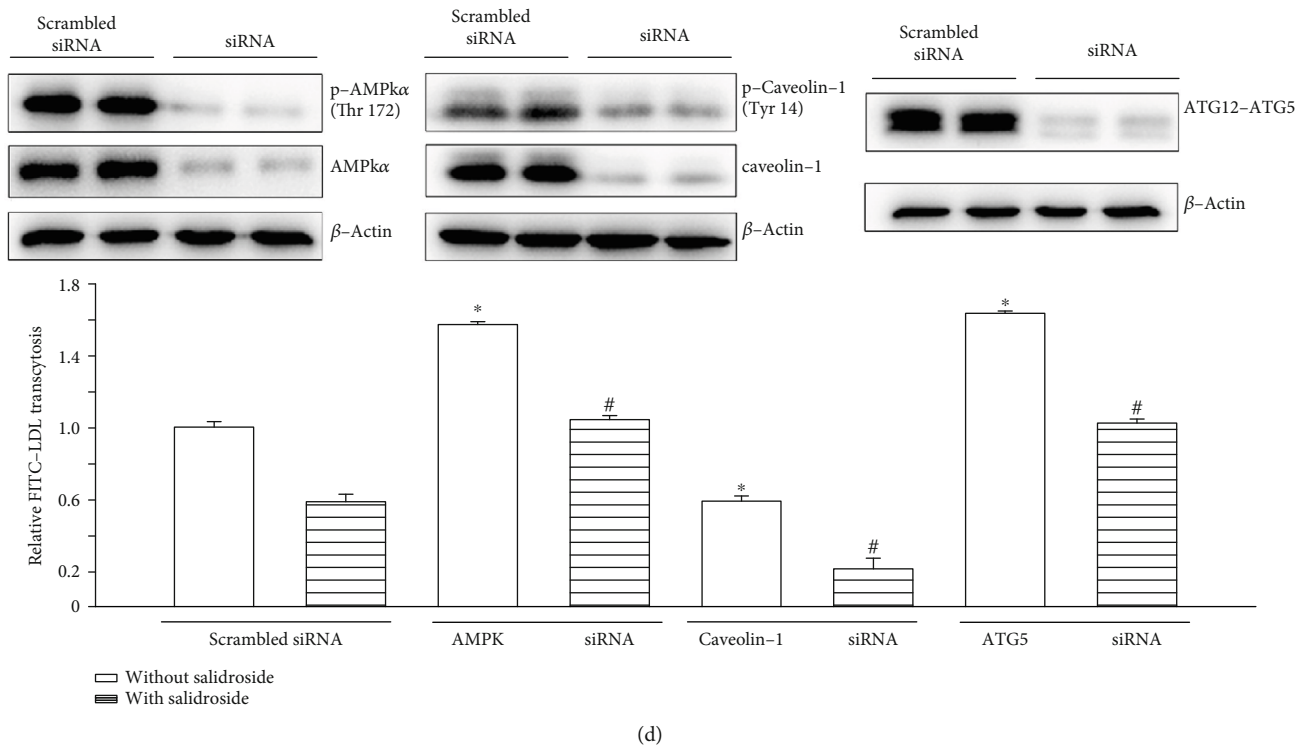 Scrambled
siRNA
siRNA
p–AMPkα
(Thr 172)
AMPkα
β–Actin
Scrambled
siRNA
siRNA
p–Caveolin–1
(Tyr 14)
caveolin–1
β–Actin
Scrambled
siRNA
siRNA
ATG12–ATG5
β–Actin
Relative FITC–LDL transcytosis
1.8
1.4
1.0
0.6
0.2
0
*
#
*
#
*
#
Scrambled siRNA
AMPK siRNA
Caveolin–1 siRNA
ATG5 siRNA
Without salidroside
With salidroside
(d)